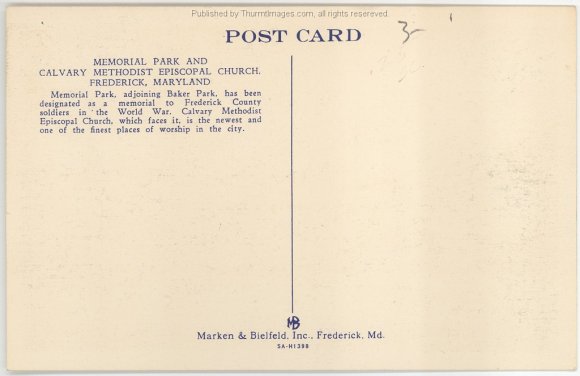 Published by ThurmtImages.com, all rights reserved
POST CARD
3-
MEMORIAL PARK AND
CALVARY METHODIST EPISCOPAL CHURCH.
FREDERICK, MARYLAND
Memorial Park, adjoining Baker Park, has been
designated as a memorial to Frederick County
soldiers in the World War. Calvary Methodist
Episcopal Church, which faces it, is the newest and
one of the finest places of worship in the city.
MB
Marken & Bielfeld, Inc., Frederick, Md.
SA-H1398